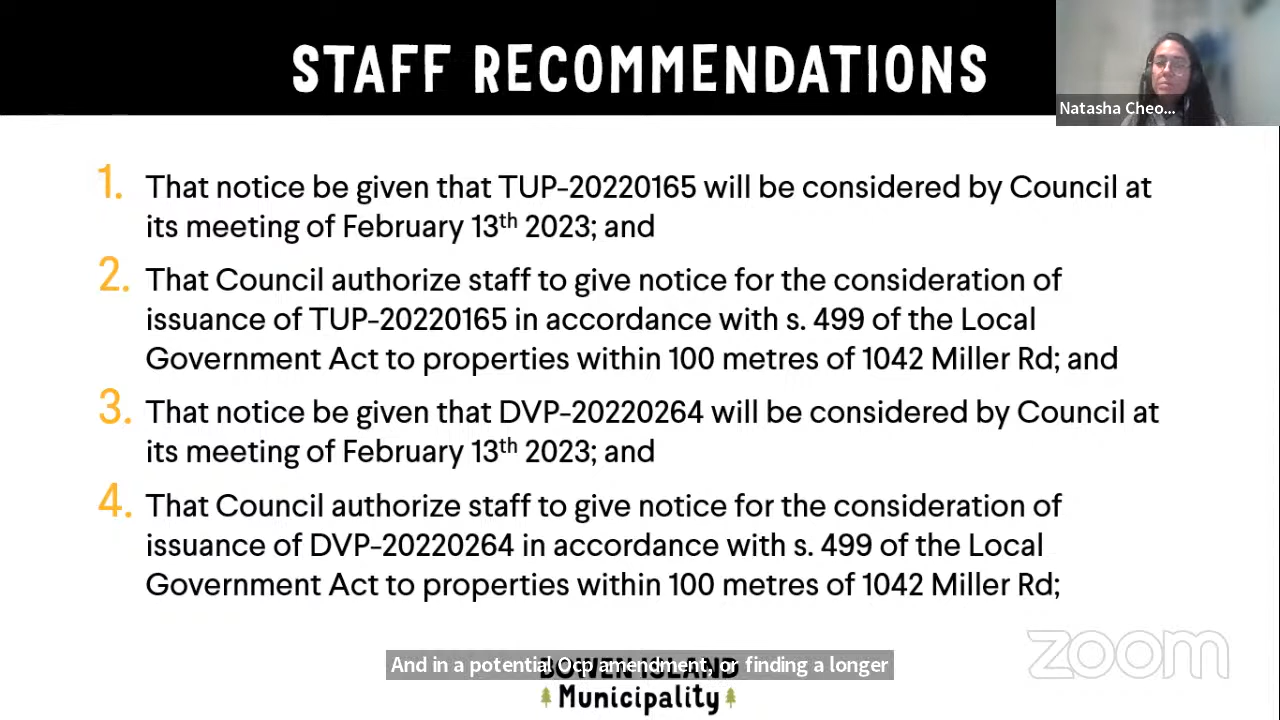 STAFF RECOMMENDATIONS
Natasha Cheo...
1. That notice be given that TUP-20220165 will be considered by Council at
its meeting of February 13th 2023; and
2. That Council authorize staff to give notice for the consideration of
issuance of TUP-20220165 in accordance with s. 499 of the Local
Government Act to properties within 100 metres of 1042 Miller Rd; and
3. That notice be given that DVP-20220264 will be considered by Council at
its meeting of February 13th 2023; and
4. That Council authorize staff to give notice for the consideration of
issuance of DVP-20220264 in accordance with s. 499 of the Local
Government Act to properties within 100 metres of 1042 Miller Rd;
zoom
And in a potential Ocp amendment, or finding a longer
BOWEN ISLAND
Municipality